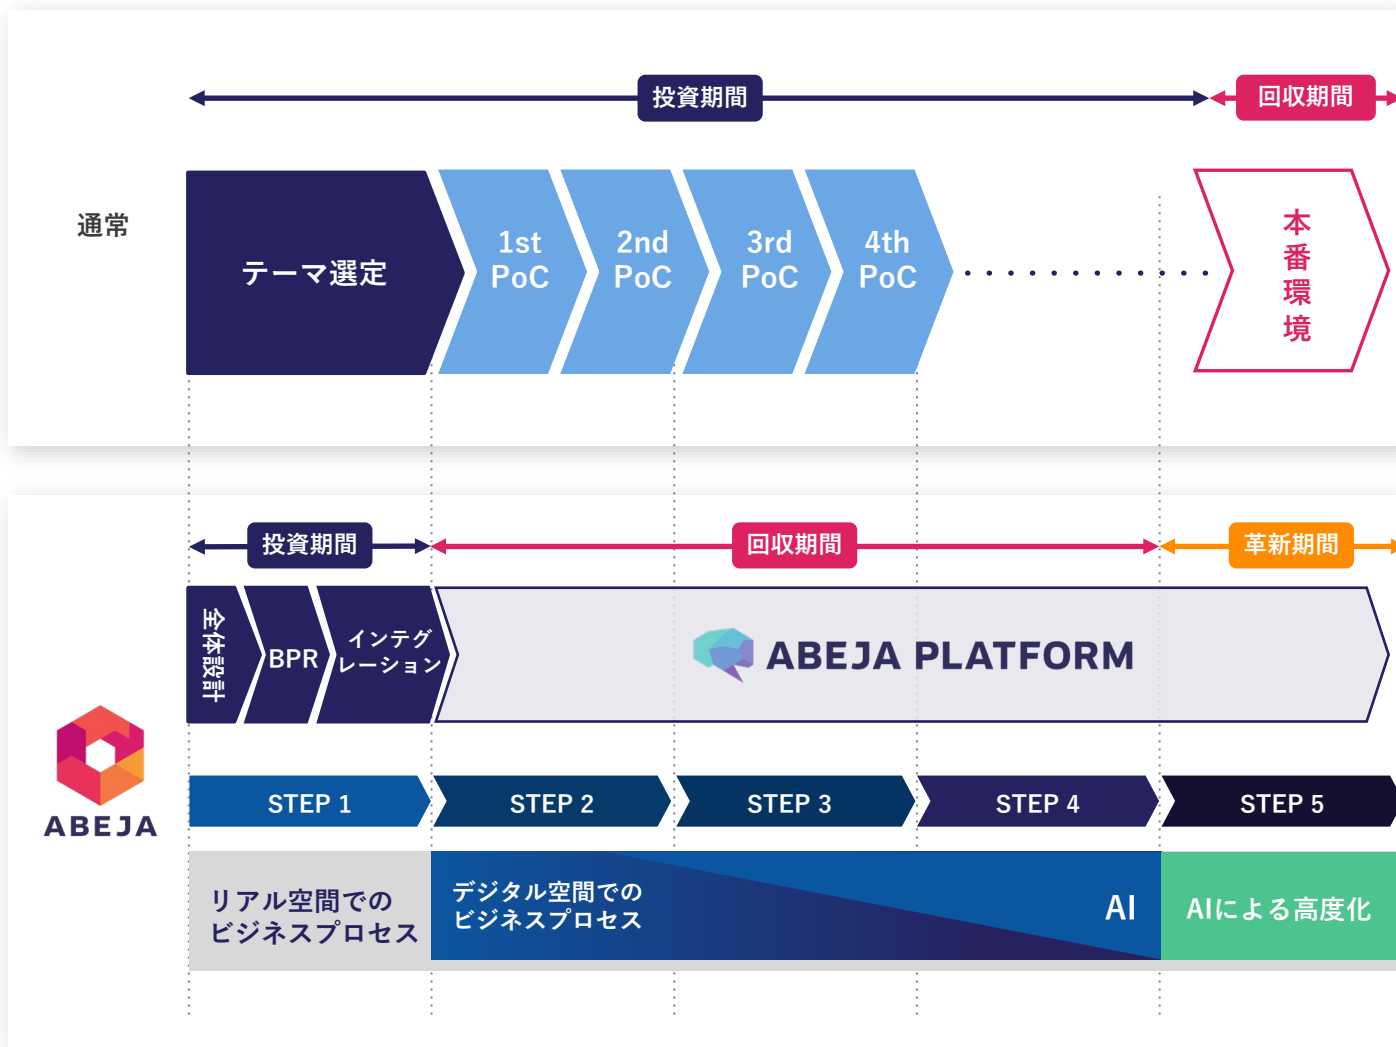 投資期間
回収期間
通常
テーマ選定
1st
PoC
2nd
PoC
3rd
PoC
4th
PoC
本番環境
投資期間
回収期間
革新期間
全体設計
BPR
インテグ
レーション
ABEJA PLATFORM
ABEJA
STEP 1
STEP 2
STEP 3
STEP 4
STEP 5
リアル空間での
ビジネスプロセス
デジタル空間での
ビジネスプロセス
AI
AIによる高度化